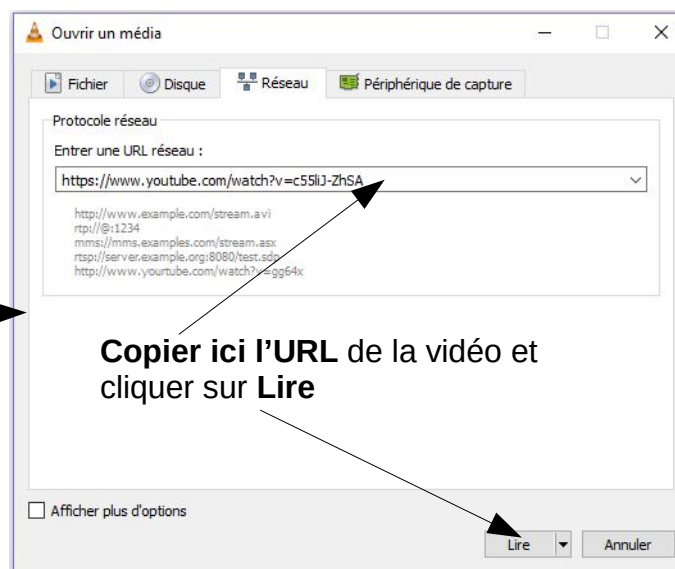 Ouvrir un média
Fichier Disque Réseau Périphérique de capture
Protocole réseau
Entrer une URL réseau :
https://www.youtube.com/watch?v=c55liJ-ZhSA
http://www.example.com/stream.avi
rtp://@:1234
mms://mms.examples.com/stream.asx
rtsp://server.example.org:8080/test.sdp
http://www.yourtube.com/watch?v=gg64x
Copier ici l’URL de la vidéo et
cliquer sur Lire
Afficher plus d'options
Lire Annuler